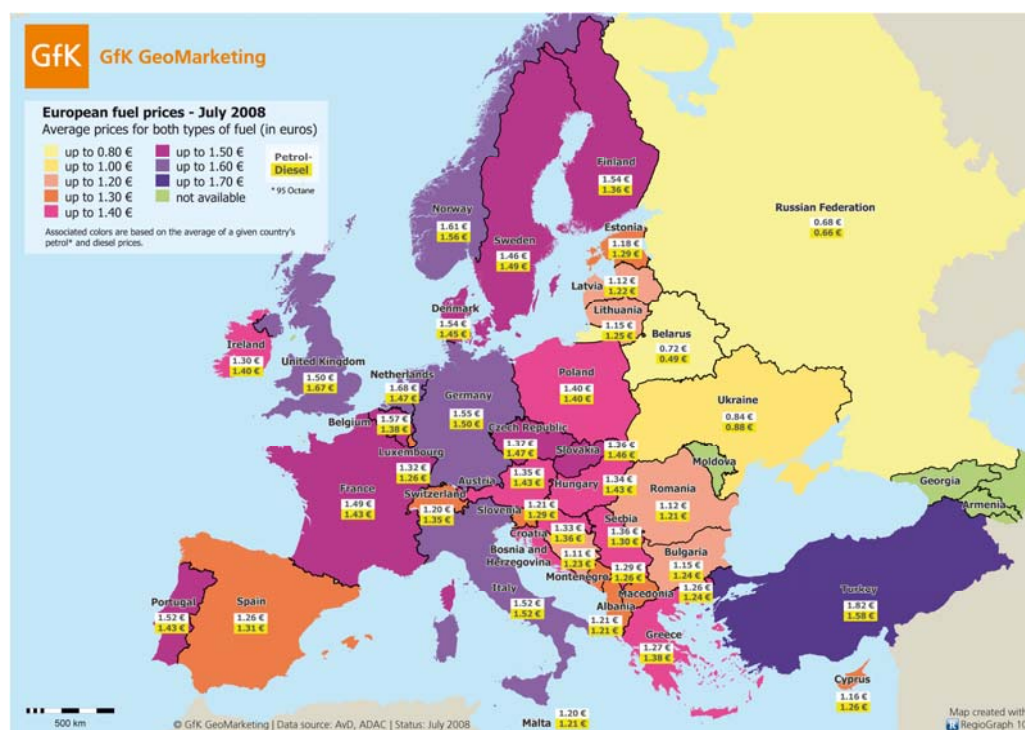 GfK GfK GeoMarketing
European fuel prices - July 2008
Average prices for both types of fuel (in euros)
up to 0.80 €
up to 1.00 €
up to 1.20 €
up to 1.30 €
up to 1.40 €
up to 1.50 €
up to 1.60 €
up to 1.70 €
not available
Petrol-
Diesel
* 95 Octane
Associated colors are based on the average of a given country's
petrol* and diesel prices.
Finland
1.54 €
1.36 €
Norway
1.61 €
1.56 €
Sweden
1.46 €
1.49 €
Russian Federation
0.68 €
0.66 €
Estonia
1.18 €
1.29 €
Latvia
1.12 €
1.22 €
Lithuania
1.15 €
1.25 €
Denmark
1.54 €
1.45 €
Belarus
0.72 €
0.49 €
Ireland
1.30 €
1.40 €
United Kingdom
1.50 €
1.67 €
Netherlands
1.68 €
1.47 €
Germany
1.55 €
1.50 €
Poland
1.40 €
1.40 €
Ukraine
0.84 €
0.88 €
Belgium
1.57 €
1.38 €
Czech Republic
1.37 €
1.47 €
Luxembourg
1.32 €
1.26 €
Slovakia
1.36 €
1.46 €
Moldova
Austria
1.35 €
1.43 €
Hungary
1.34 €
1.43 €
Romania
1.12 €
1.21 €
Georgia
Armenia
France
1.49 €
1.43 €
Switzerland
1.20 €
1.35 €
Slovenia
1.21 €
1.29 €
Croatia
1.33 €
1.36 €
Serbia
1.36 €
1.30 €
Bosnia and
Herzegovina
1.11 €
1.23 €
Bulgaria
1.15 €
1.24 €
Montenegro
1.29 €
1.26 €
Macedonia
1.26 €
1.24 €
Italy
1.52 €
1.52 €
Albania
1.21 €
1.21 €
Portugal
1.52 €
1.43 €
Spain
1.26 €
1.31 €
Greece
1.27 €
1.38 €
Turkey
1.82 €
1.58 €
Cyprus
1.16 €
1.26 €
Malta
1.20 €
1.21 €
500 km
© GfK GeoMarketing | Data source: AvD, ADAC | Status: July 2008
Map created with
RegioGraph 10